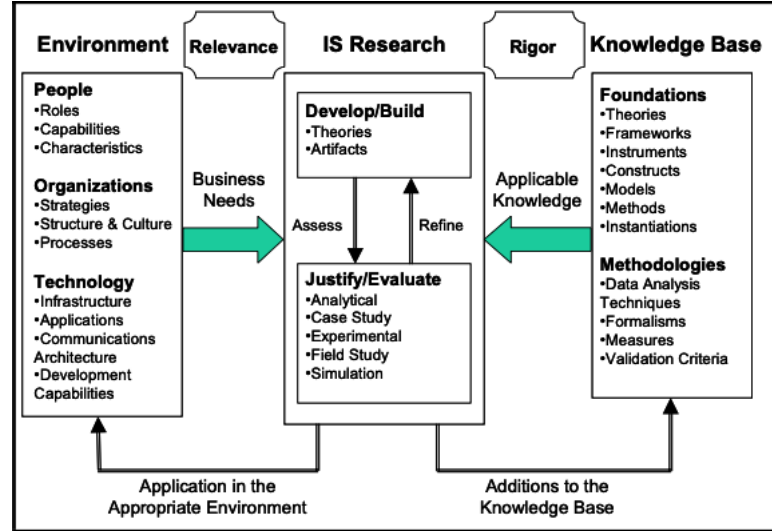 Environment
Relevance
IS Research
Rigor
Knowledge Base
People
•Roles
•Capabilities
•Characteristics
Organizations
•Strategies
•Structure & Culture
•Processes
Technology
•Infrastructure
•Applications
•Communications
Architecture
•Development
Capabilities
Business
Needs
Develop/Build
•Theories
•Artifacts
Assess
Refine
Justify/Evaluate
•Analytical
•Case Study
•Experimental
•Field Study
•Simulation
Applicable
Knowledge
Foundations
•Theories
•Frameworks
•Instruments
•Constructs
•Models
•Methods
•Instantiations
Methodologies
•Data Analysis
Techniques
•Formalisms
•Measures
•Validation Criteria
Application in the
Appropriate Environment
Additions to the
Knowledge Base